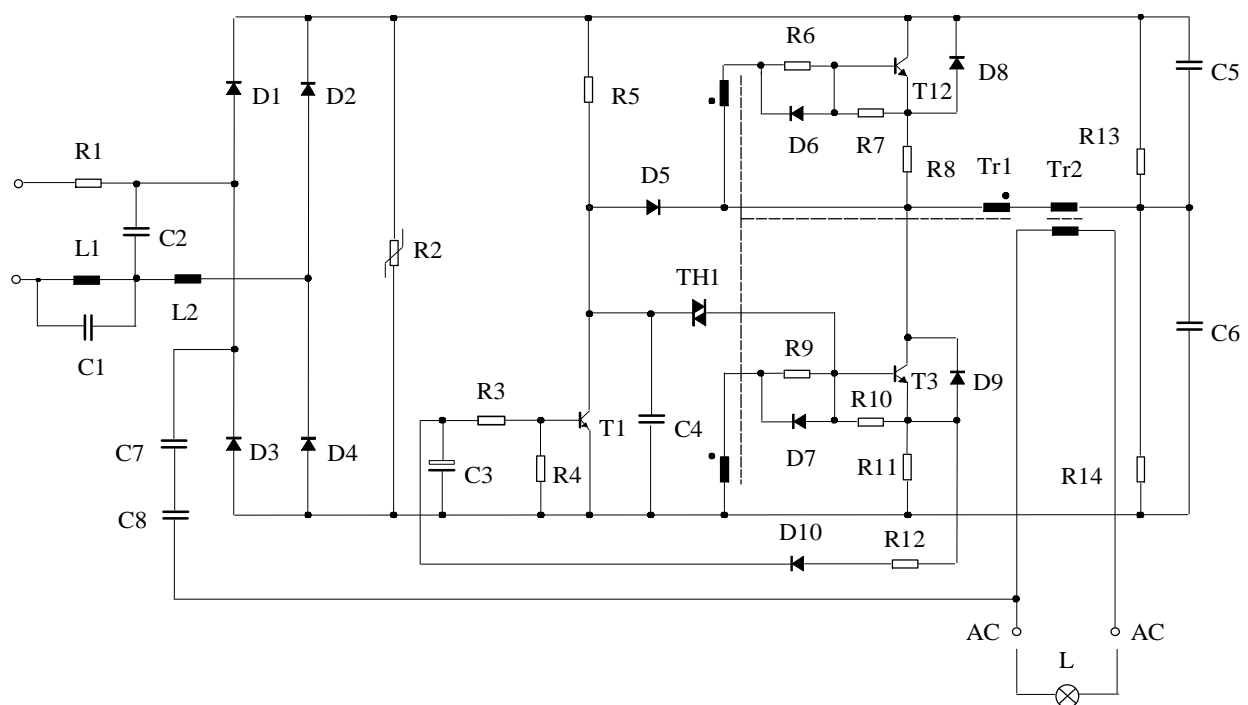 R6
D8
C5
D1
D2
R5
T12
R1
D6
R7
R13
R8
Tr1
Tr2
D5
C2
R2
L1
TH1
L2
C6
C1
R9
T3
D9
R3
R10
T1
C4
C7
D3
D4
D7
R11
C3
R4
R14
C8
D10
R12
AC
AC
L